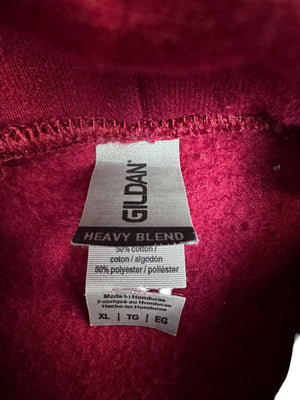 GILDAN®
HEAVY BLEND
50% cotton /
coton / algodón
50% polyester / poliéster
Made in Honduras
Fabriqué au Honduras
Hecho en Honduras
XL | TG | EG